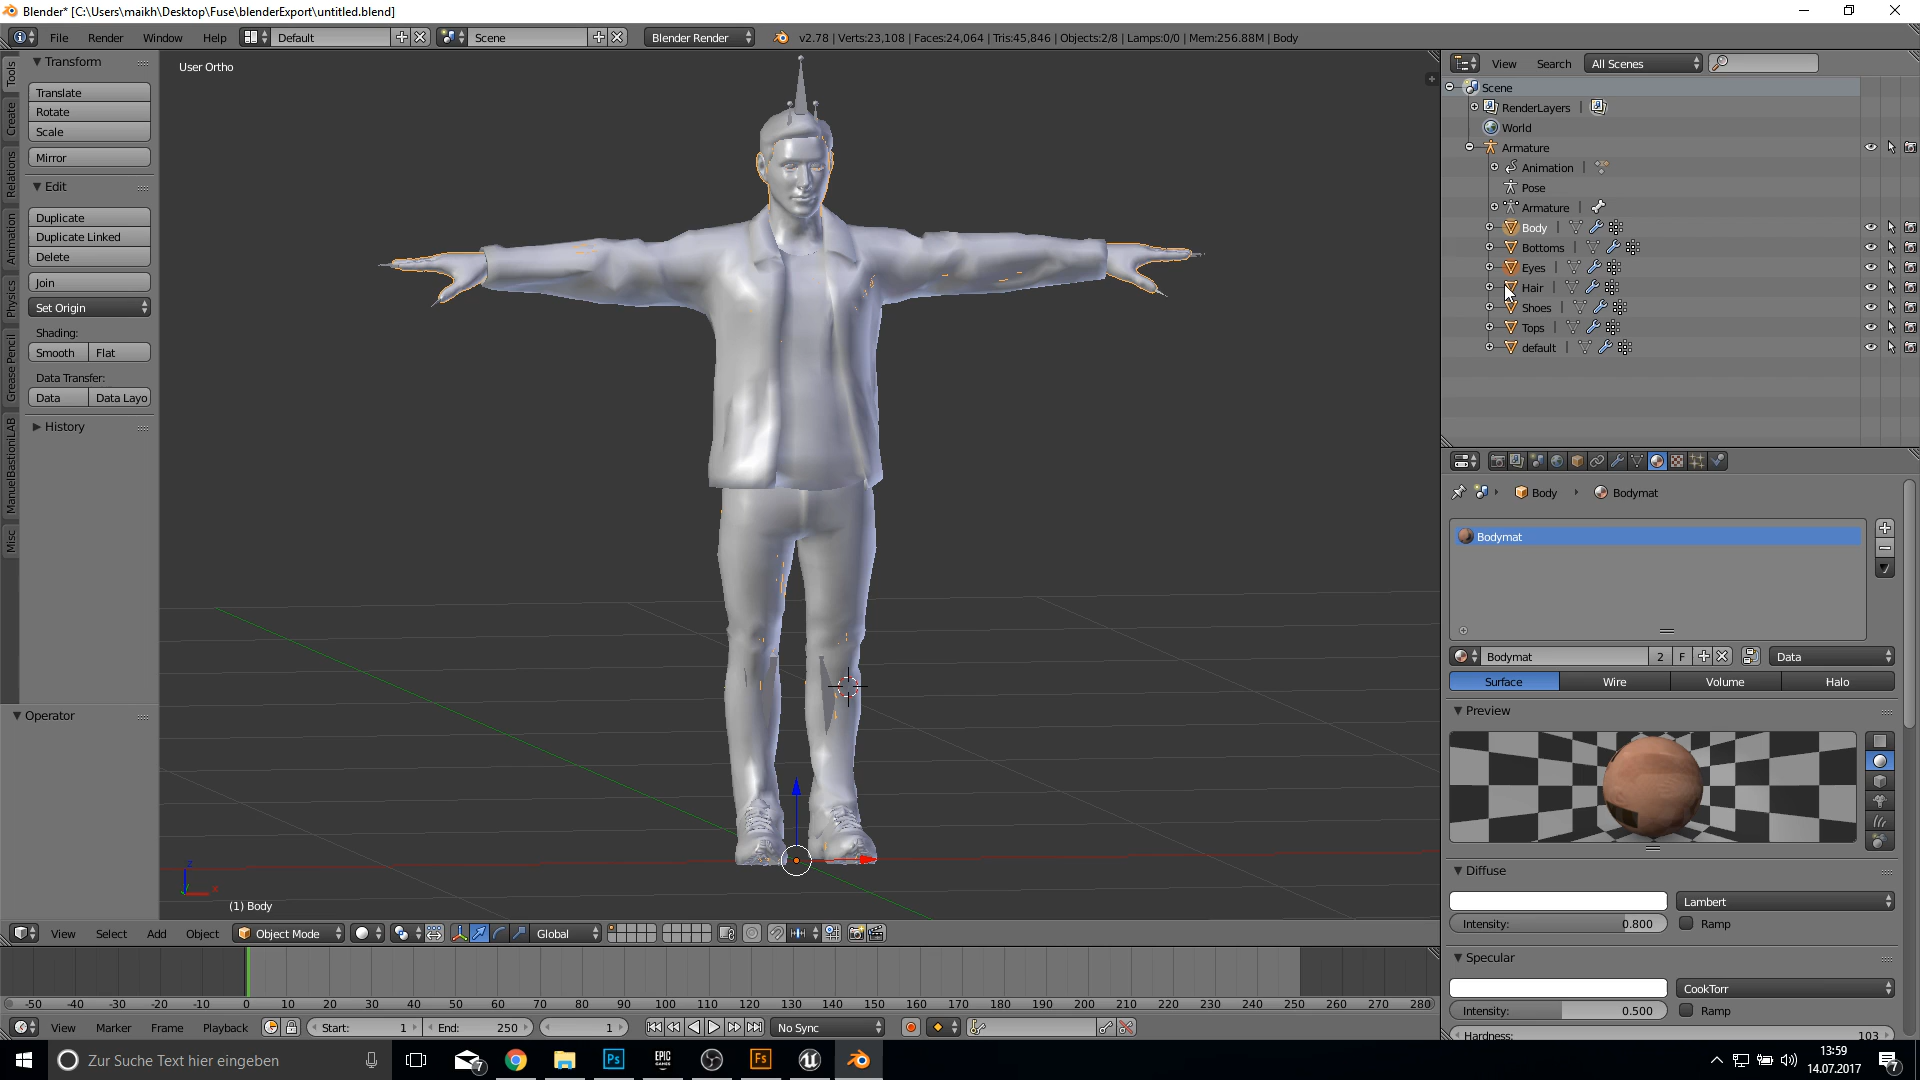 Blender* [C:\Users\maikh\Desktop\Fuse\blenderExport\untitled.blend]
File Render Window Help Default Scene Blender Render v2.78 | Verts:23,108 | Faces:24,064 | Tris:45,846 | Objects:2/8 | Lamps:0/0 | Mem:256.88M | Body
Tools
Create
Relations
Animation
Physics
Grease Pencil
ManuelBastioniLAB
Misc
Transform
Translate
Rotate
Scale
Mirror
Edit
Duplicate
Duplicate Linked
Delete
Join
Set Origin
Shading:
Smooth Flat
Data Transfer:
Data Data Layo
History
Operator
User Ortho
(1) Body
z
x
View Search All Scenes
Scene
RenderLayers |
World
Armature
Animation |
Pose
Armature |
Body |
Bottoms |
Eyes |
Hair |
Shoes |
Tops |
default |
Body Bodymat
Bodymat
Bodymat 2 F Data
Surface Wire Volume Halo
Preview
Diffuse
Lambert
Intensity: 0.800 Ramp
Specular
CookTorr
Intensity: 0.500 Ramp
Hardness: 103
View Select Add Object Object Mode Global
-50 -40 -30 -20 -10 0 10 20 30 40 50 60 70 80 90 100 110 120 130 140 150 160 170 180 190 200 210 220 230 240 250 260 270 280
View Marker Frame Playback Start: 1 End: 250 1 No Sync
Zur Suche Text hier eingeben 7 Ps EPIC GAMES Fs
13:59
14.07.2017
7